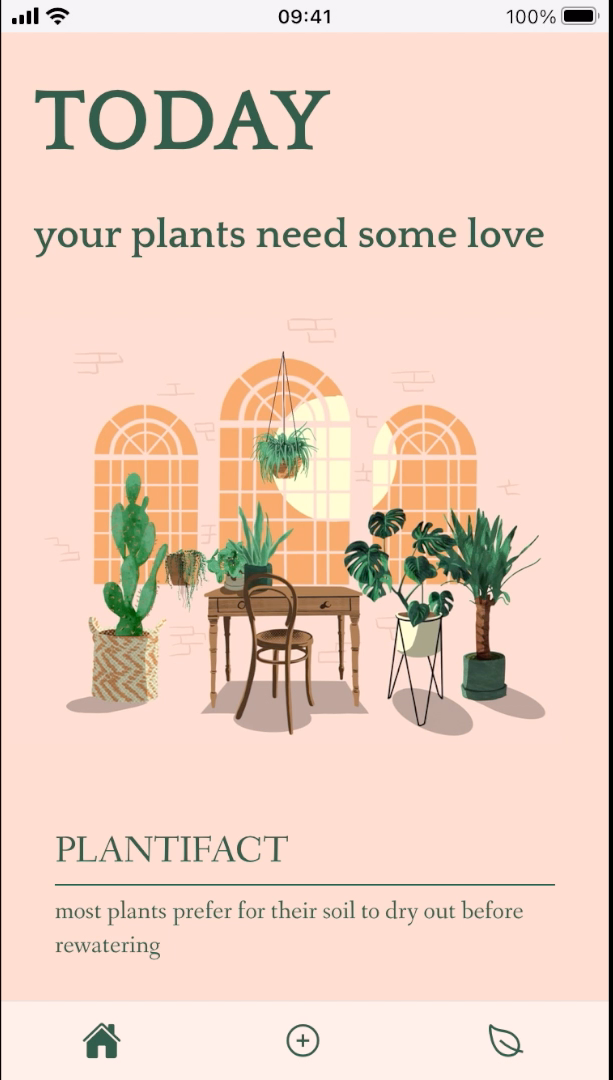 09:41
100%
TODAY
your plants need some love
PLANTIFACT
most plants prefer for their soil to dry out before
rewatering